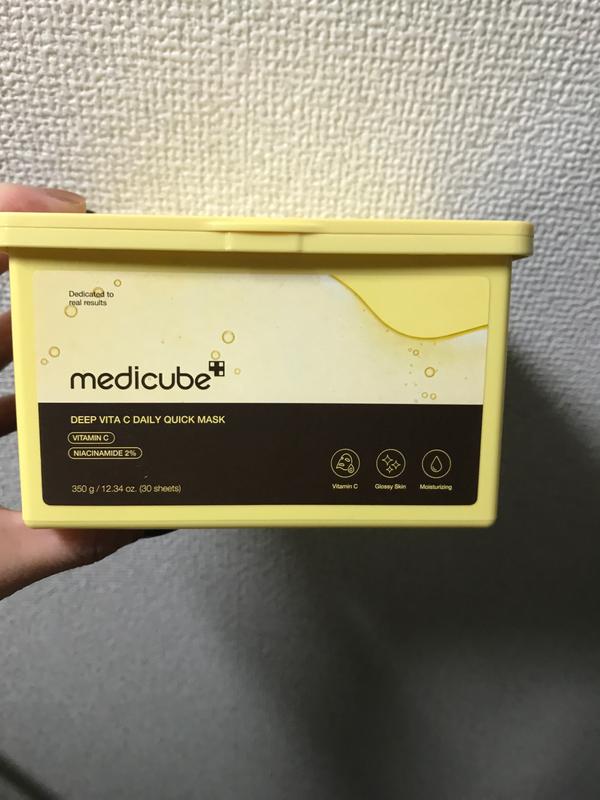 Dedicated to
real results
medicube
DEEP VITA C DAILY QUICK MASK
VITAMIN C
NIACINAMIDE 2%
350 g / 12.34 oz. (30 sheets)
Vitamin C Glossy Skin Moisturizing